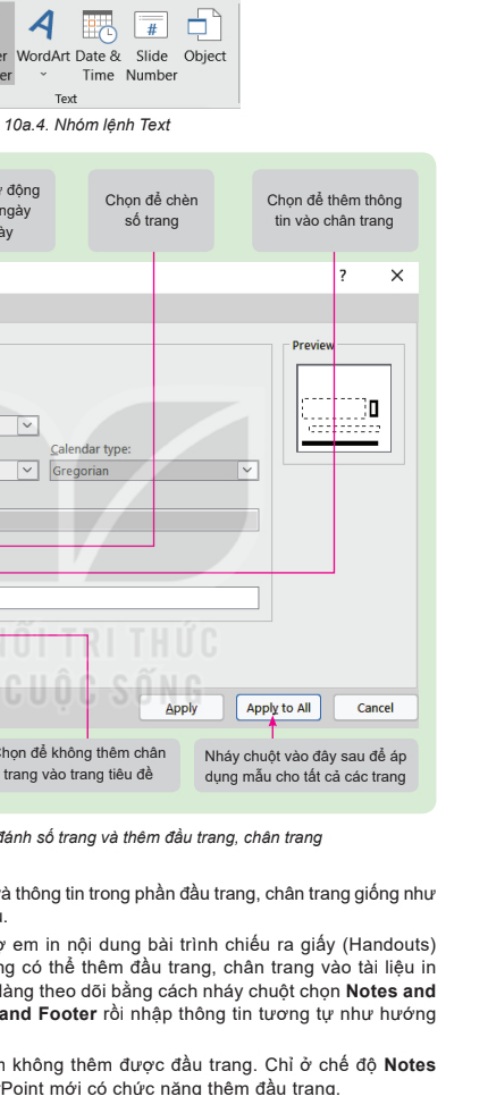 WordArt Date & Slide Object
Time Number
Text
10a.4. Nhóm lệnh Text
động
ngày
Chọn để chèn
số trang
Chọn để thêm thông
tin vào chân trang
? ×
Preview
Calendar type:
Gregorian
NỐI TRI THỨC
CUỘC SỐNG
Apply Apply to All Cancel
Chọn để không thêm chân
trang vào trang tiêu đề
Nháy chuột vào đây sau để áp
dụng mẫu cho tất cả các trang
đánh số trang và thêm đầu trang, chân trang
và thông tin trong phần đầu trang, chân trang giống như
em in nội dung bài trình chiếu ra giấy (Handouts)
có thể thêm đầu trang, chân trang vào tài liệu in
dàng theo dõi bằng cách nháy chuột chọn Notes and
and Footer rồi nhập thông tin tương tự như hướng
không thêm được đầu trang. Chỉ ở chế độ Notes
Point mới có chức năng thêm đầu trang.